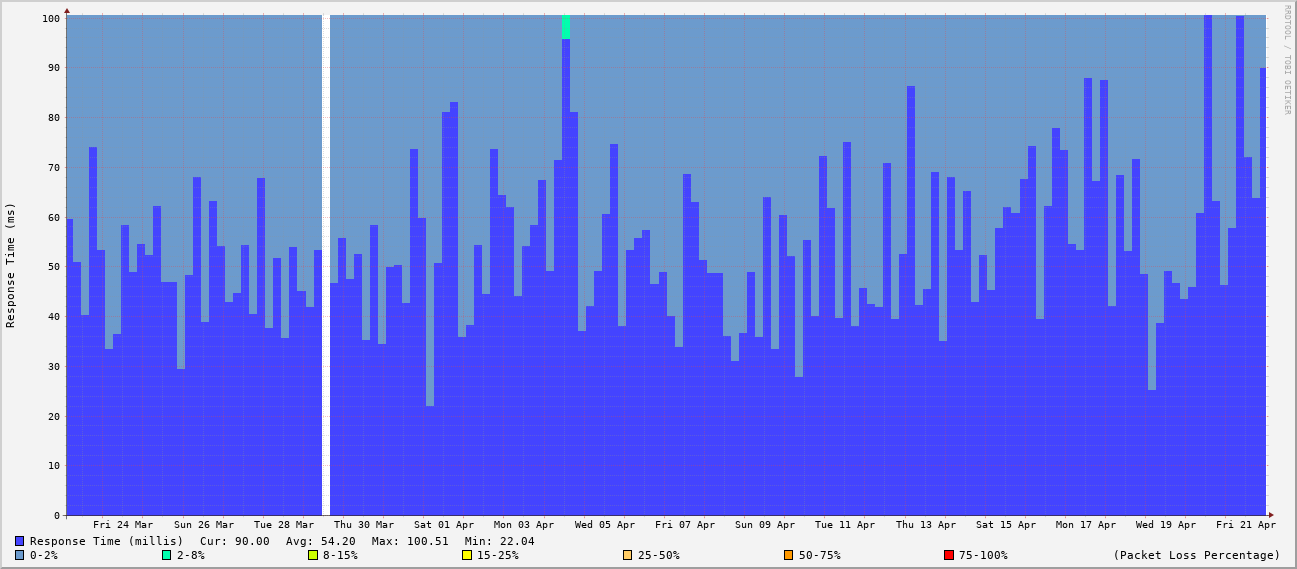 RRDTOOL / TOBI OETIKER
Response Time (ms)
100
90
80
70
60
50
40
30
20
10
0
Fri 24 Mar Sun 26 Mar Tue 28 Mar Thu 30 Mar Sat 01 Apr Mon 03 Apr Wed 05 Apr Fri 07 Apr Sun 09 Apr Tue 11 Apr Thu 13 Apr Sat 15 Apr Mon 17 Apr Wed 19 Apr Fri 21 Apr
Response Time (millis) Cur: 90.00 Avg: 54.20 Max: 100.51 Min: 22.04
0-2% 2-8% 8-15% 15-25% 25-50% 50-75% 75-100% (Packet Loss Percentage)